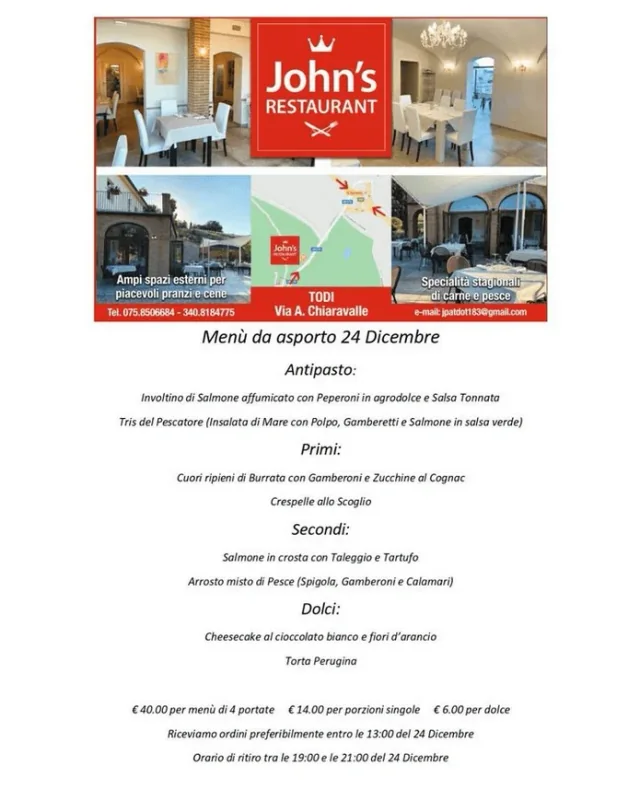 John's
RESTAURANT
John's
RESTAURANT
Ampi spazi esterni per
piacevoli pranzi e cene
Specialità stagionali
di carne e pesce
Tel. 075.8506684 - 340.8184775
TODI
Via A. Chiaravalle
e-mail: jpatdot183@gmail.com
Menù da asporto 24 Dicembre
Antipasto:
Involtino di Salmone affumicato con Peperoni in agrodolce e Salsa Tonnata
Tris del Pescatore (Insalata di Mare con Polpo, Gamberetti e Salmone in salsa verde)
Primi:
Cuori ripieni di Burrata con Gamberoni e Zucchine al Cognac
Crespelle allo Scoglio
Secondi:
Salmone in crosta con Taleggio e Tartufo
Arrosto misto di Pesce (Spigola, Gamberoni e Calamari)
Dolci:
Cheesecake al cioccolato bianco e fiori d'arancio
Torta Perugina
€ 40.00 per menù di 4 portate € 14.00 per porzioni singole € 6.00 per dolce
Riceviamo ordini preferibilmente entro le 13:00 del 24 Dicembre
Orario di ritiro tra le 19:00 e le 21:00 del 24 Dicembre